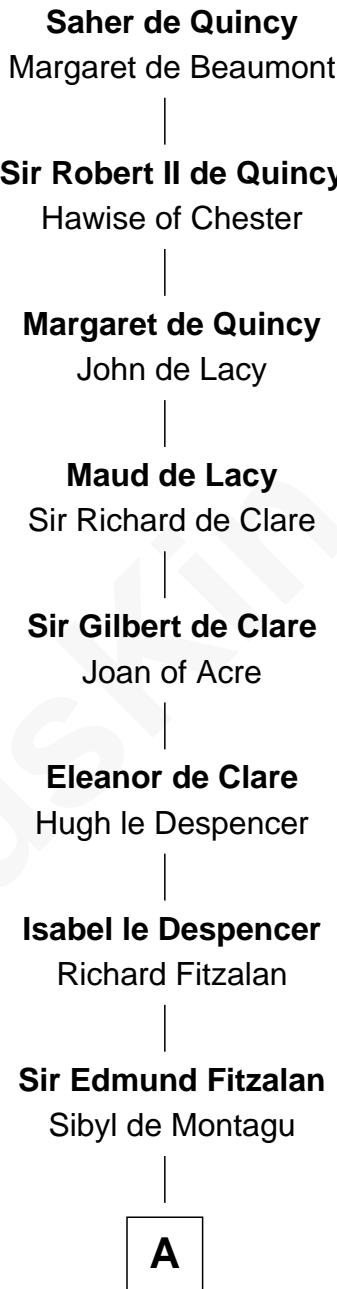 Saher de Quincy
Margaret de Beaumont
Sir Robert II de Quincy
Hawise of Chester
Margaret de Quincy
John de Lacy
Maud de Lacy
Sir Richard de Clare
Sir Gilbert de Clare
Joan of Acre
Eleanor de Clare
Hugh le Despencer
Isabel le Despencer
Richard Fitzalan
Sir Edmund Fitzalan
Sibyl de Montagu
A